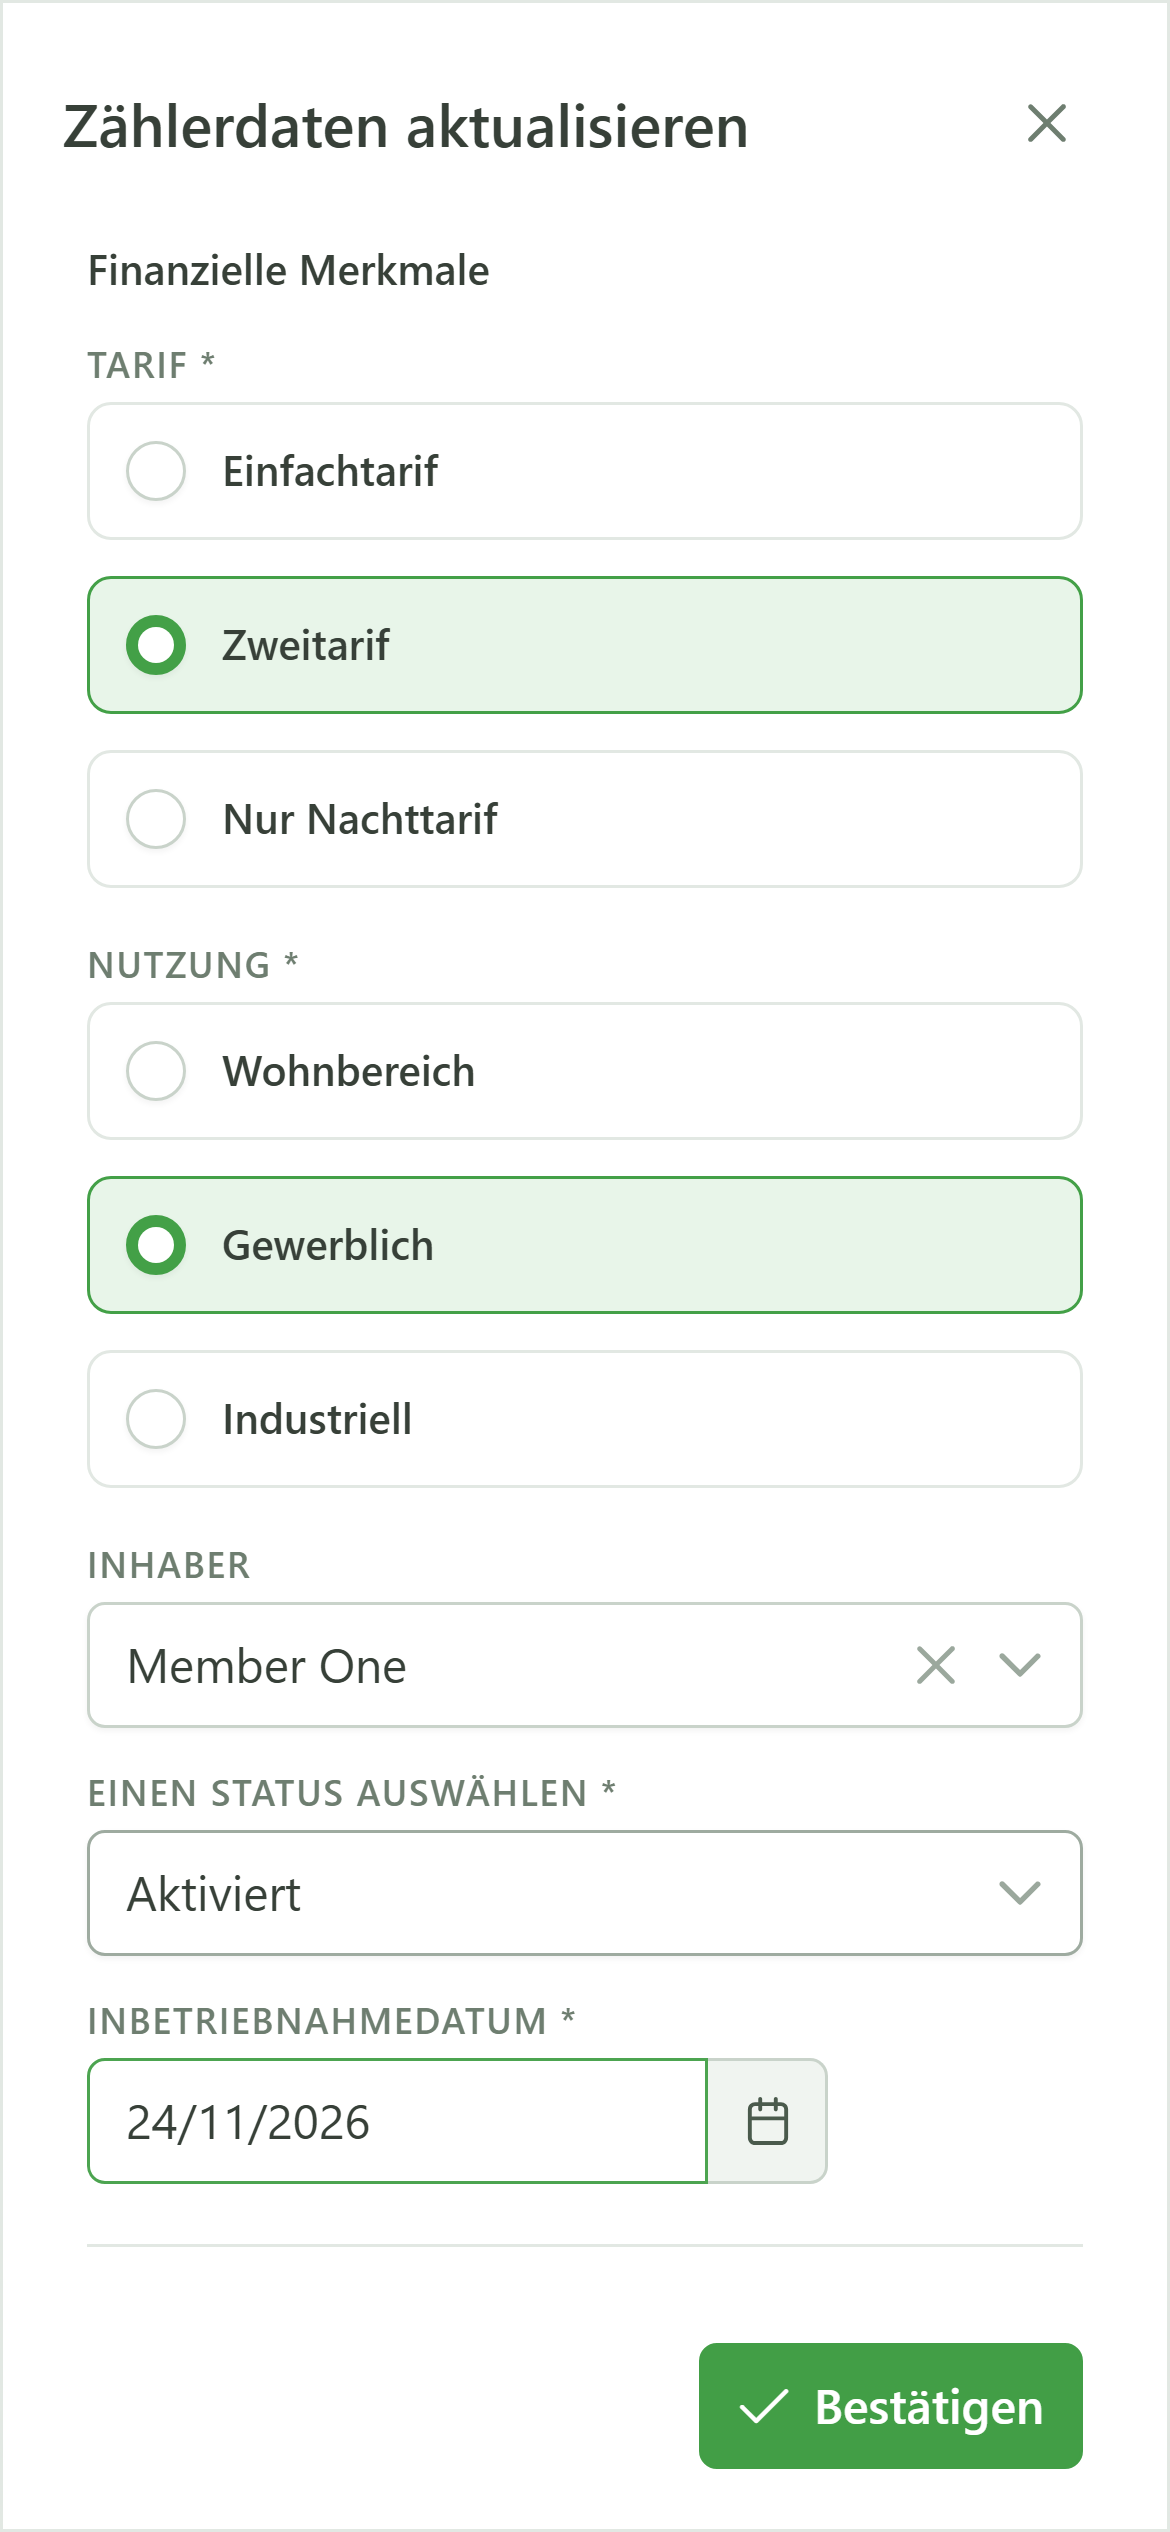 Zählerdaten aktualisieren
Finanzielle Merkmale
TARIF *
Einfachtarif
Zweitarif
Nur Nachttarif
NUTZUNG *
Wohnbereich
Gewerblich
Industriell
INHABER
Member One
EINEN STATUS AUSWÄHLEN *
Aktiviert
INBETRIEBNAHMEDATUM *
24/11/2026
Bestätigen